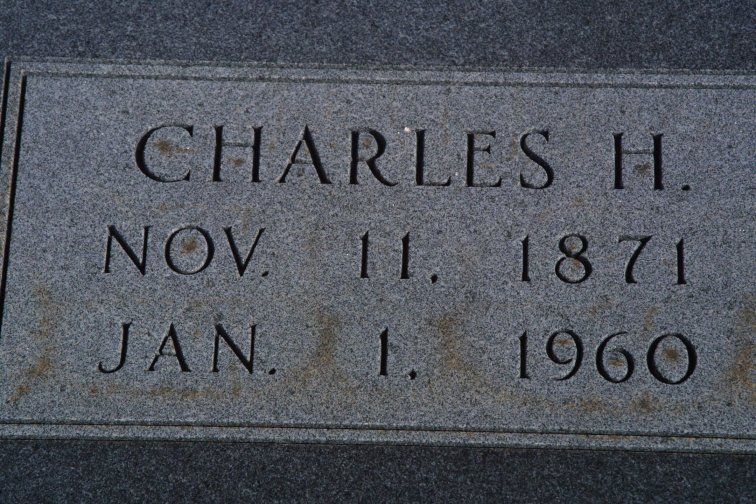 CHARLES H.
NOV. 11, 1871
JAN. 1, 1960